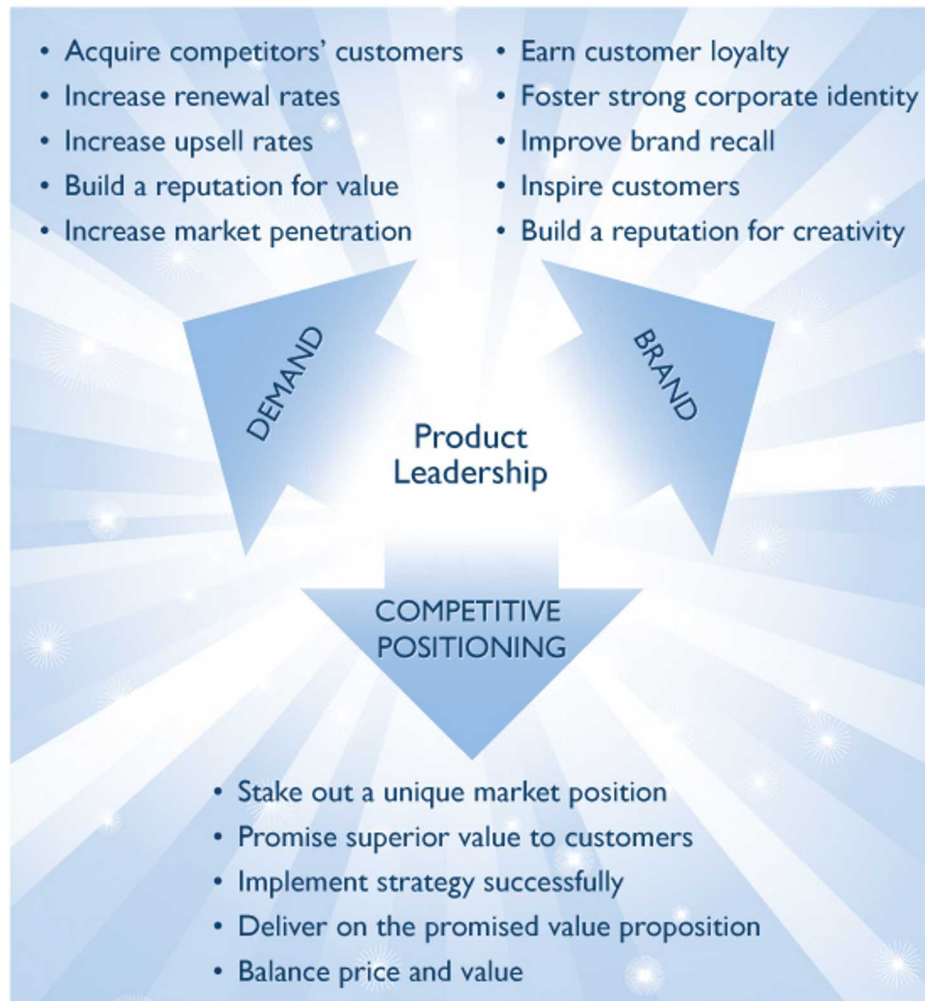 • Acquire competitors’ customers
• Increase renewal rates
• Increase upsell rates
• Build a reputation for value
• Increase market penetration
• Earn customer loyalty
• Foster strong corporate identity
• Improve brand recall
• Inspire customers
• Build a reputation for creativity
DEMAND
BRAND
Product
Leadership
COMPETITIVE
POSITIONING
• Stake out a unique market position
• Promise superior value to customers
• Implement strategy successfully
• Deliver on the promised value proposition
• Balance price and value